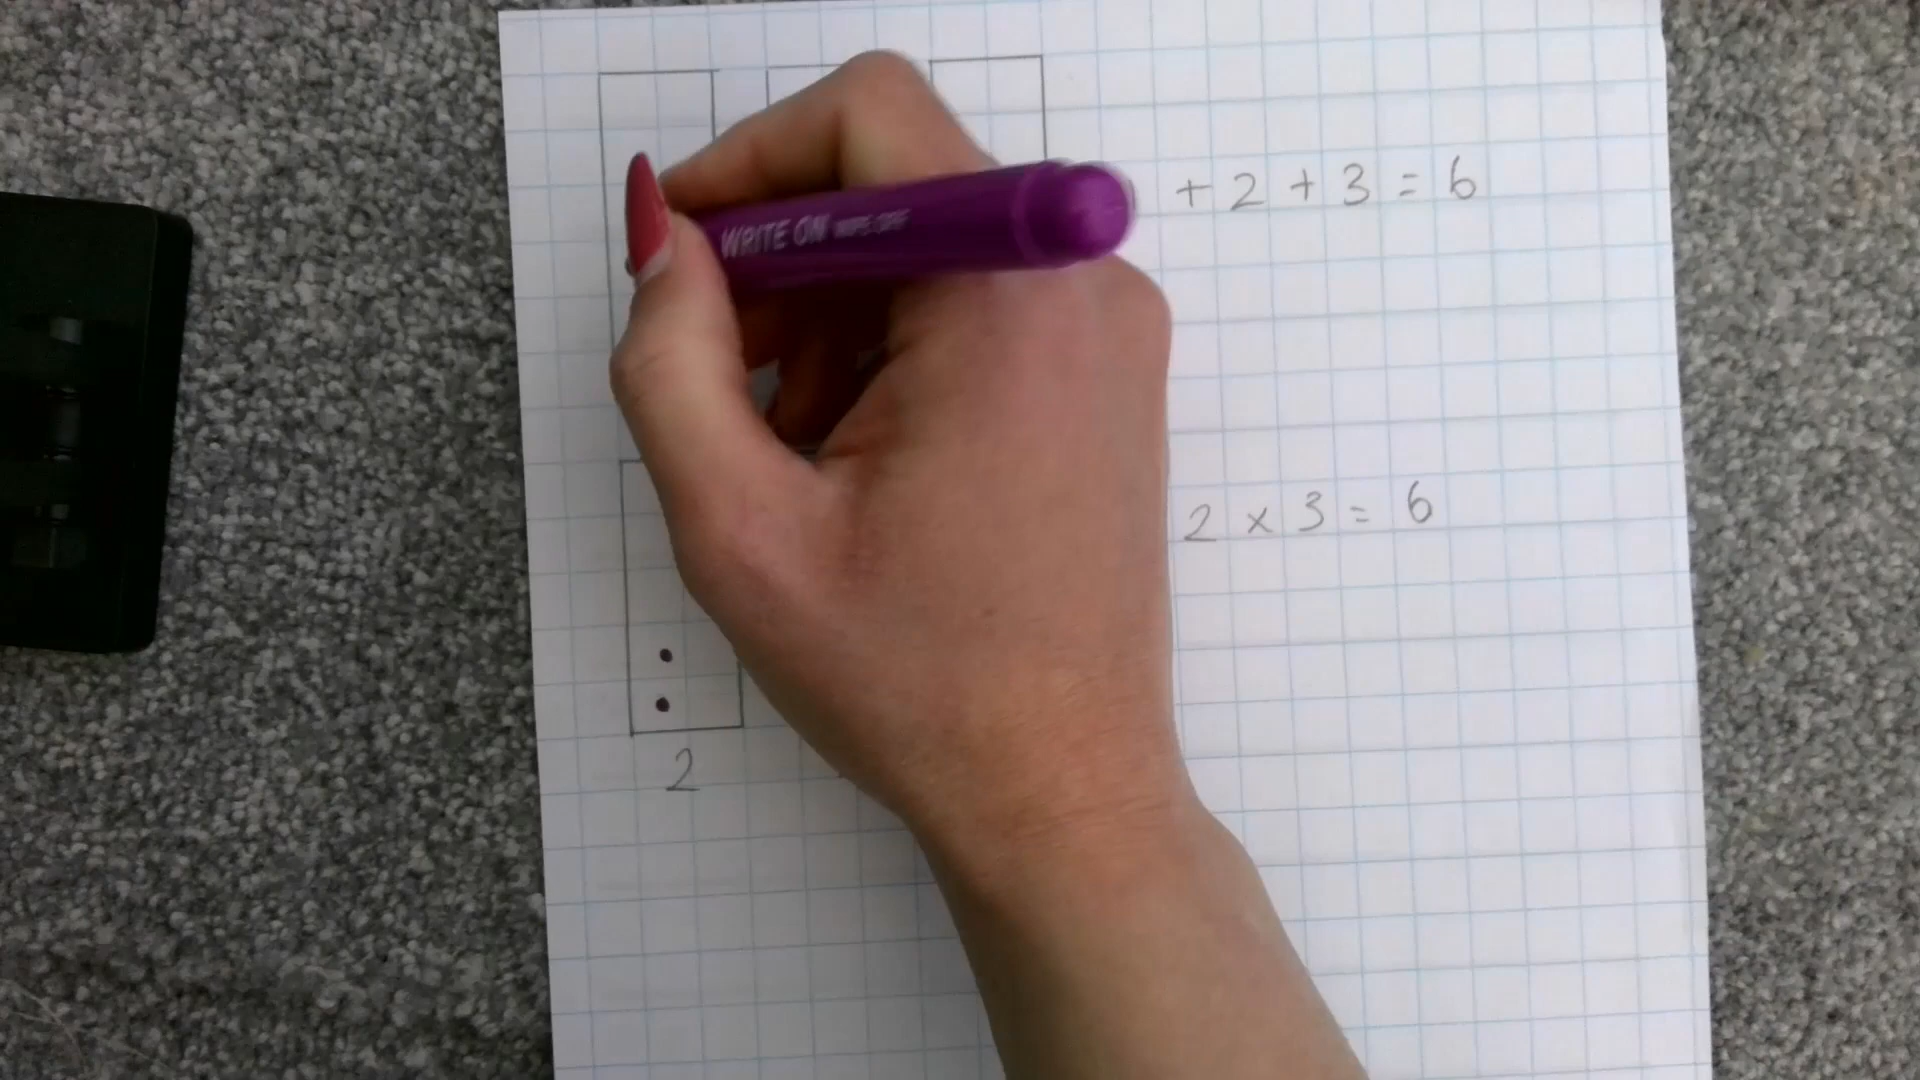 + 2 + 3 = 6
WRITE ON WIPE OFF
2 x 3 = 6
2